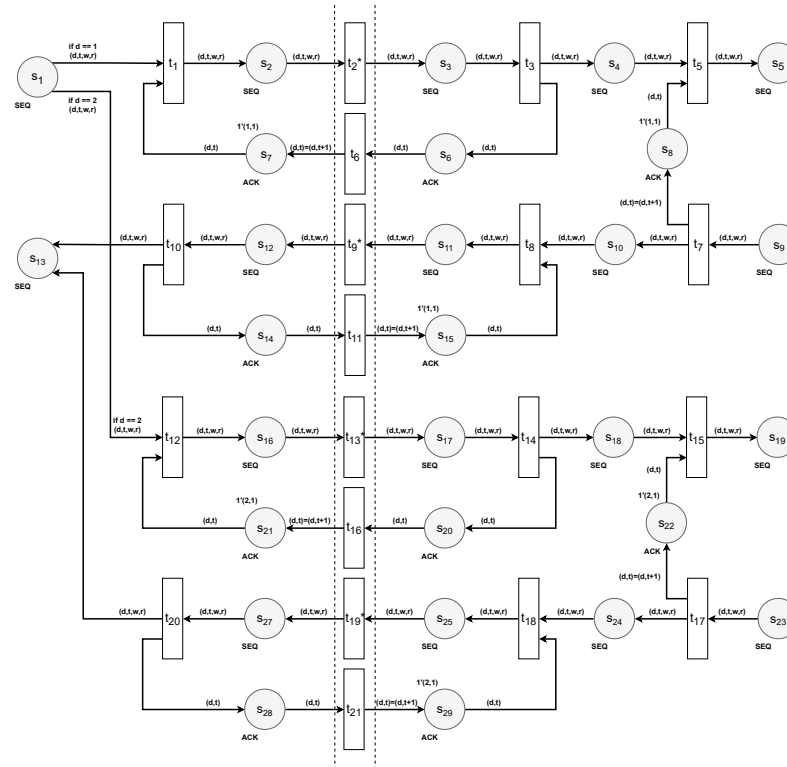 if d == 1
(d,t,w,r)
s1
SEQ
t1
(d,t,w,r)
s2
SEQ
(d,t,w,r)
t2*
(d,t,w,r)
s3
SEQ
(d,t,w,r)
t3
(d,t,w,r)
s4
SEQ
(d,t,w,r)
t5
(d,t,w,r)
s5
SEQ
if d == 2
(d,t,w,r)
(d,t)
1'(1,1)
s7
ACK
(d,t)=(d,t+1)
t6
(d,t)
s6
ACK
(d,t)
(d,t)
1'(1,1)
s8
ACK
(d,t)=(d,t+1)
s13
SEQ
(d,t,w,r)
t10
(d,t,w,r)
s12
SEQ
(d,t,w,r)
t9*
(d,t,w,r)
s11
SEQ
(d,t,w,r)
t8
(d,t,w,r)
s10
SEQ
(d,t,w,r)
t7
(d,t,w,r)
s9
SEQ
(d,t)
s14
ACK
(d,t)
t11
(d,t)=(d,t+1)
1'(1,1)
s15
ACK
(d,t)
if d == 2
(d,t,w,r)
t12
(d,t,w,r)
s16
SEQ
(d,t,w,r)
t13*
(d,t,w,r)
s17
SEQ
(d,t,w,r)
t14
(d,t,w,r)
s18
SEQ
(d,t,w,r)
t15
(d,t,w,r)
s19
SEQ
(d,t)
1'(2,1)
s21
ACK
(d,t)=(d,t+1)
t16
(d,t)
s20
ACK
(d,t)
(d,t)
1'(2,1)
s22
ACK
(d,t)=(d,t+1)
(d,t,w,r)
t20
(d,t,w,r)
s27
SEQ
(d,t,w,r)
t19*
(d,t,w,r)
s25
SEQ
(d,t,w,r)
t18
(d,t,w,r)
s24
SEQ
(d,t,w,r)
t17
(d,t,w,r)
s23
SEQ
(d,t)
s28
ACK
(d,t)
t21
(d,t)=(d,t+1)
1'(2,1)
s29
ACK
(d,t)